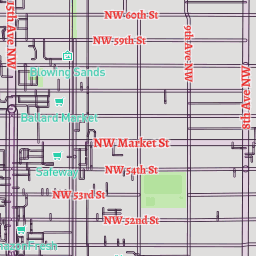 NW 60th St
15th Ave NW
NW 59th St
9th Ave NW
8th Ave NW
Blowing Sands
Ballard Market
NW Market St
Safeway
NW 54th St
NW 53rd St
NW 52nd St